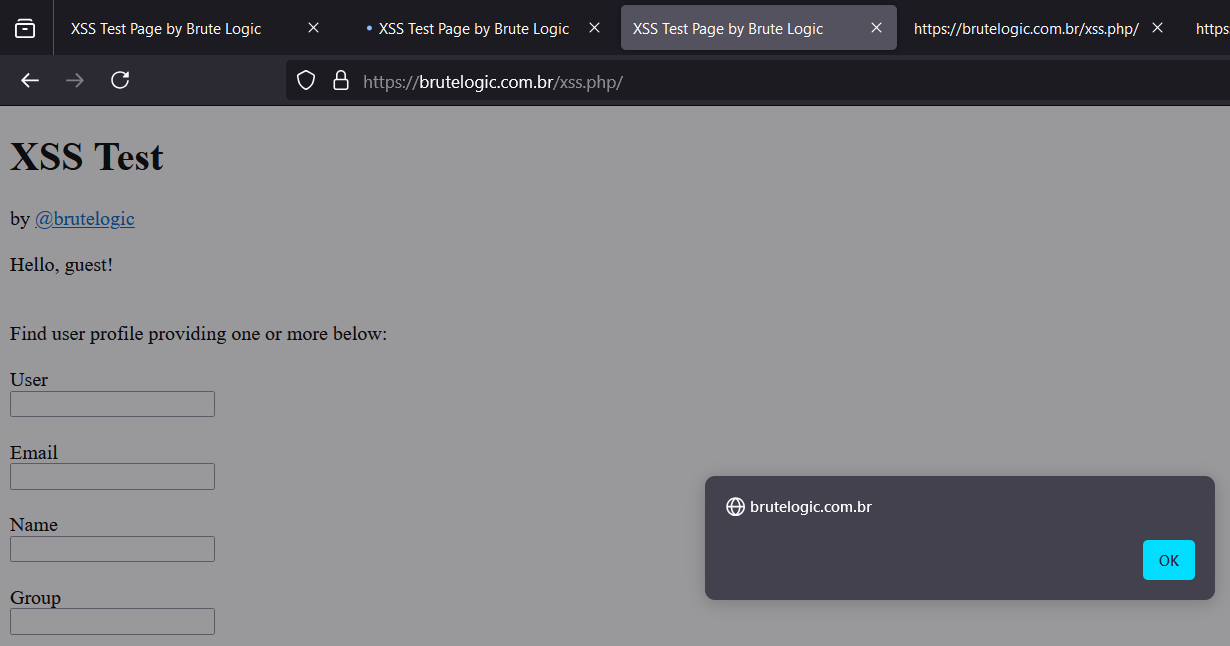 XSS Test Page by Brute Logic
XSS Test Page by Brute Logic
XSS Test Page by Brute Logic
https://brutelogic.com.br/xss.php/
https
https://brutelogic.com.br/xss.php/
XSS Test
by @brutelogic
Hello, guest!
Find user profile providing one or more below:
User
Email
Name
Group
brutelogic.com.br
OK